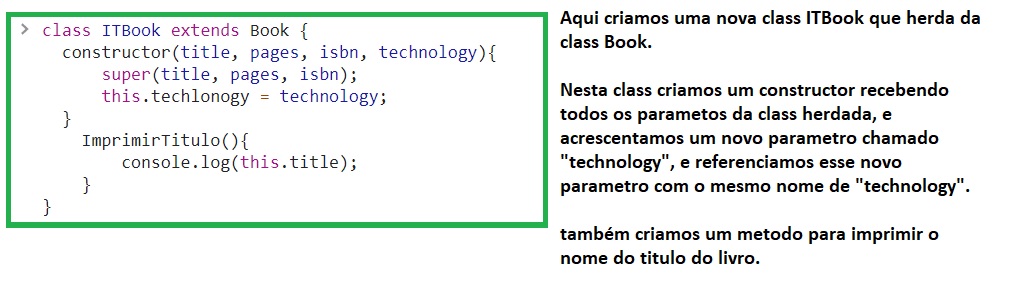 class ITBook extends Book {
constructor(title, pages, isbn, technology){
super(title, pages, isbn);
this.techlonogy = technology;
}
ImprimirTitulo(){
console.log(this.title);
}
}
Aqui criamos uma nova class ITBook que herda da
class Book.
Nesta class criamos um constructor recebendo
todos os parametos da class herdada, e
acrescentamos um novo parametro chamado
"technology", e referenciamos esse novo
parametro com o mesmo nome de "technology".
também criamos um metodo para imprimir o
nome do titulo do livro.